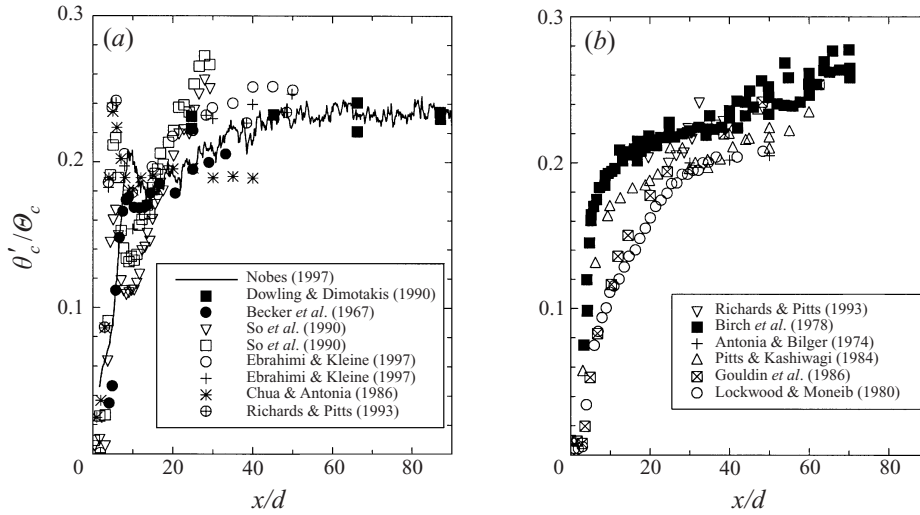 (a)
0.3
0.2
0.1
0
20
40
60
80
x/d
θ′c/Θc
Nobes (1997)
Dowling & Dimotakis (1990)
Becker et al. (1967)
So et al. (1990)
So et al. (1990)
Ebrahimi & Kleine (1997)
Ebrahimi & Kleine (1997)
Chua & Antonia (1986)
Richards & Pitts (1993)
(b)
0.3
0.2
0.1
0
20
40
60
80
x/d
Richards & Pitts (1993)
Birch et al. (1978)
Antonia & Bilger (1974)
Pitts & Kashiwagi (1984)
Gouldin et al. (1986)
Lockwood & Moneib (1980)